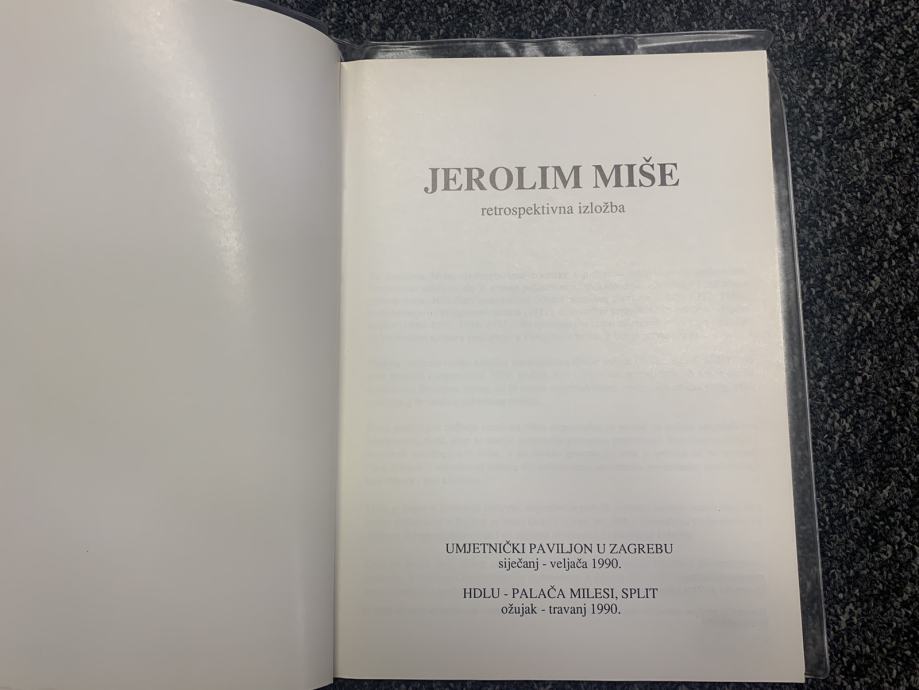 JEROLIM MIŠE
retrospektivna izložba
UMJETNIČKI PAVILJON U ZAGREBU
siječanj - veljača 1990.
HDLU - PALAČA MILESI, SPLIT
ožujak - travanj 1990.